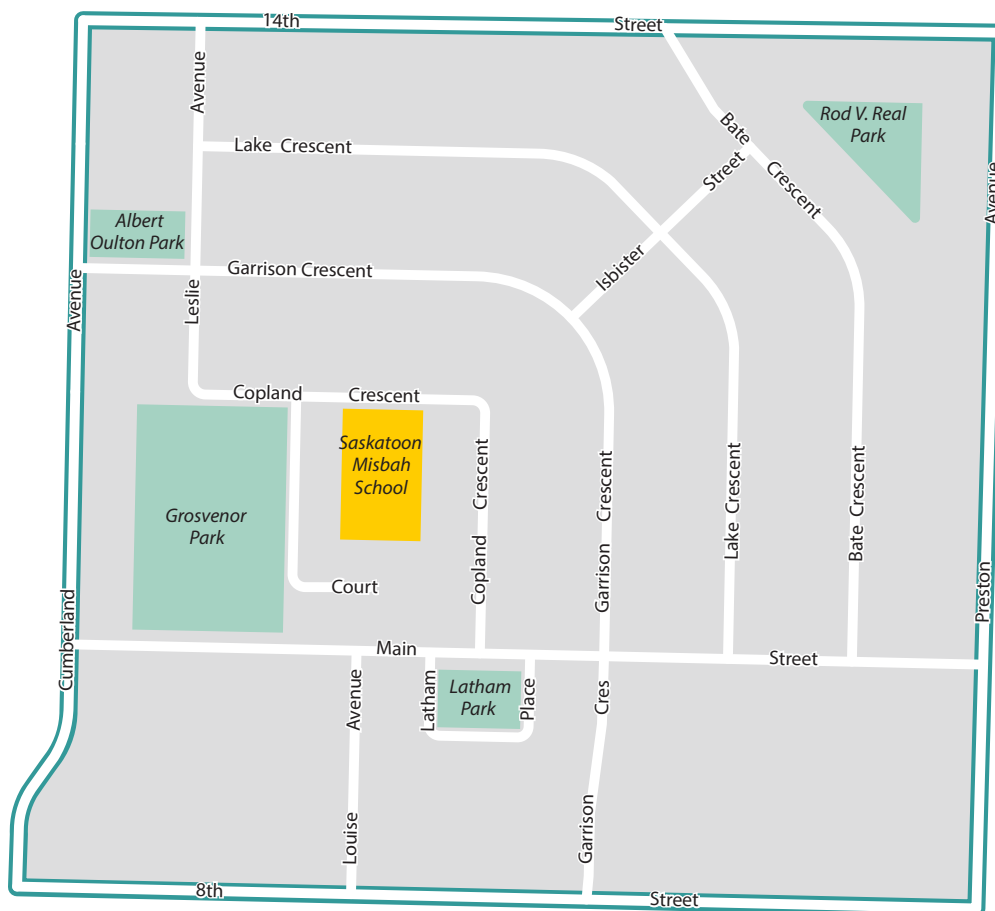 14th
Street
Avenue
Bate
Crescent
Rod V. Real
Park
Lake Crescent
Street
Isbister
Avenue
Albert
Oulton Park
Garrison Crescent
Avenue
Leslie
Copland
Crescent
Saskatoon
Misbah
School
Grosvenor
Park
Court
Copland Crescent
Garrison Crescent
Lake Crescent
Bate Crescent
Preston
Cumberland
Main
Street
Avenue
Latham
Latham
Park
Place
Cres
Louise
Garrison
8th
Street